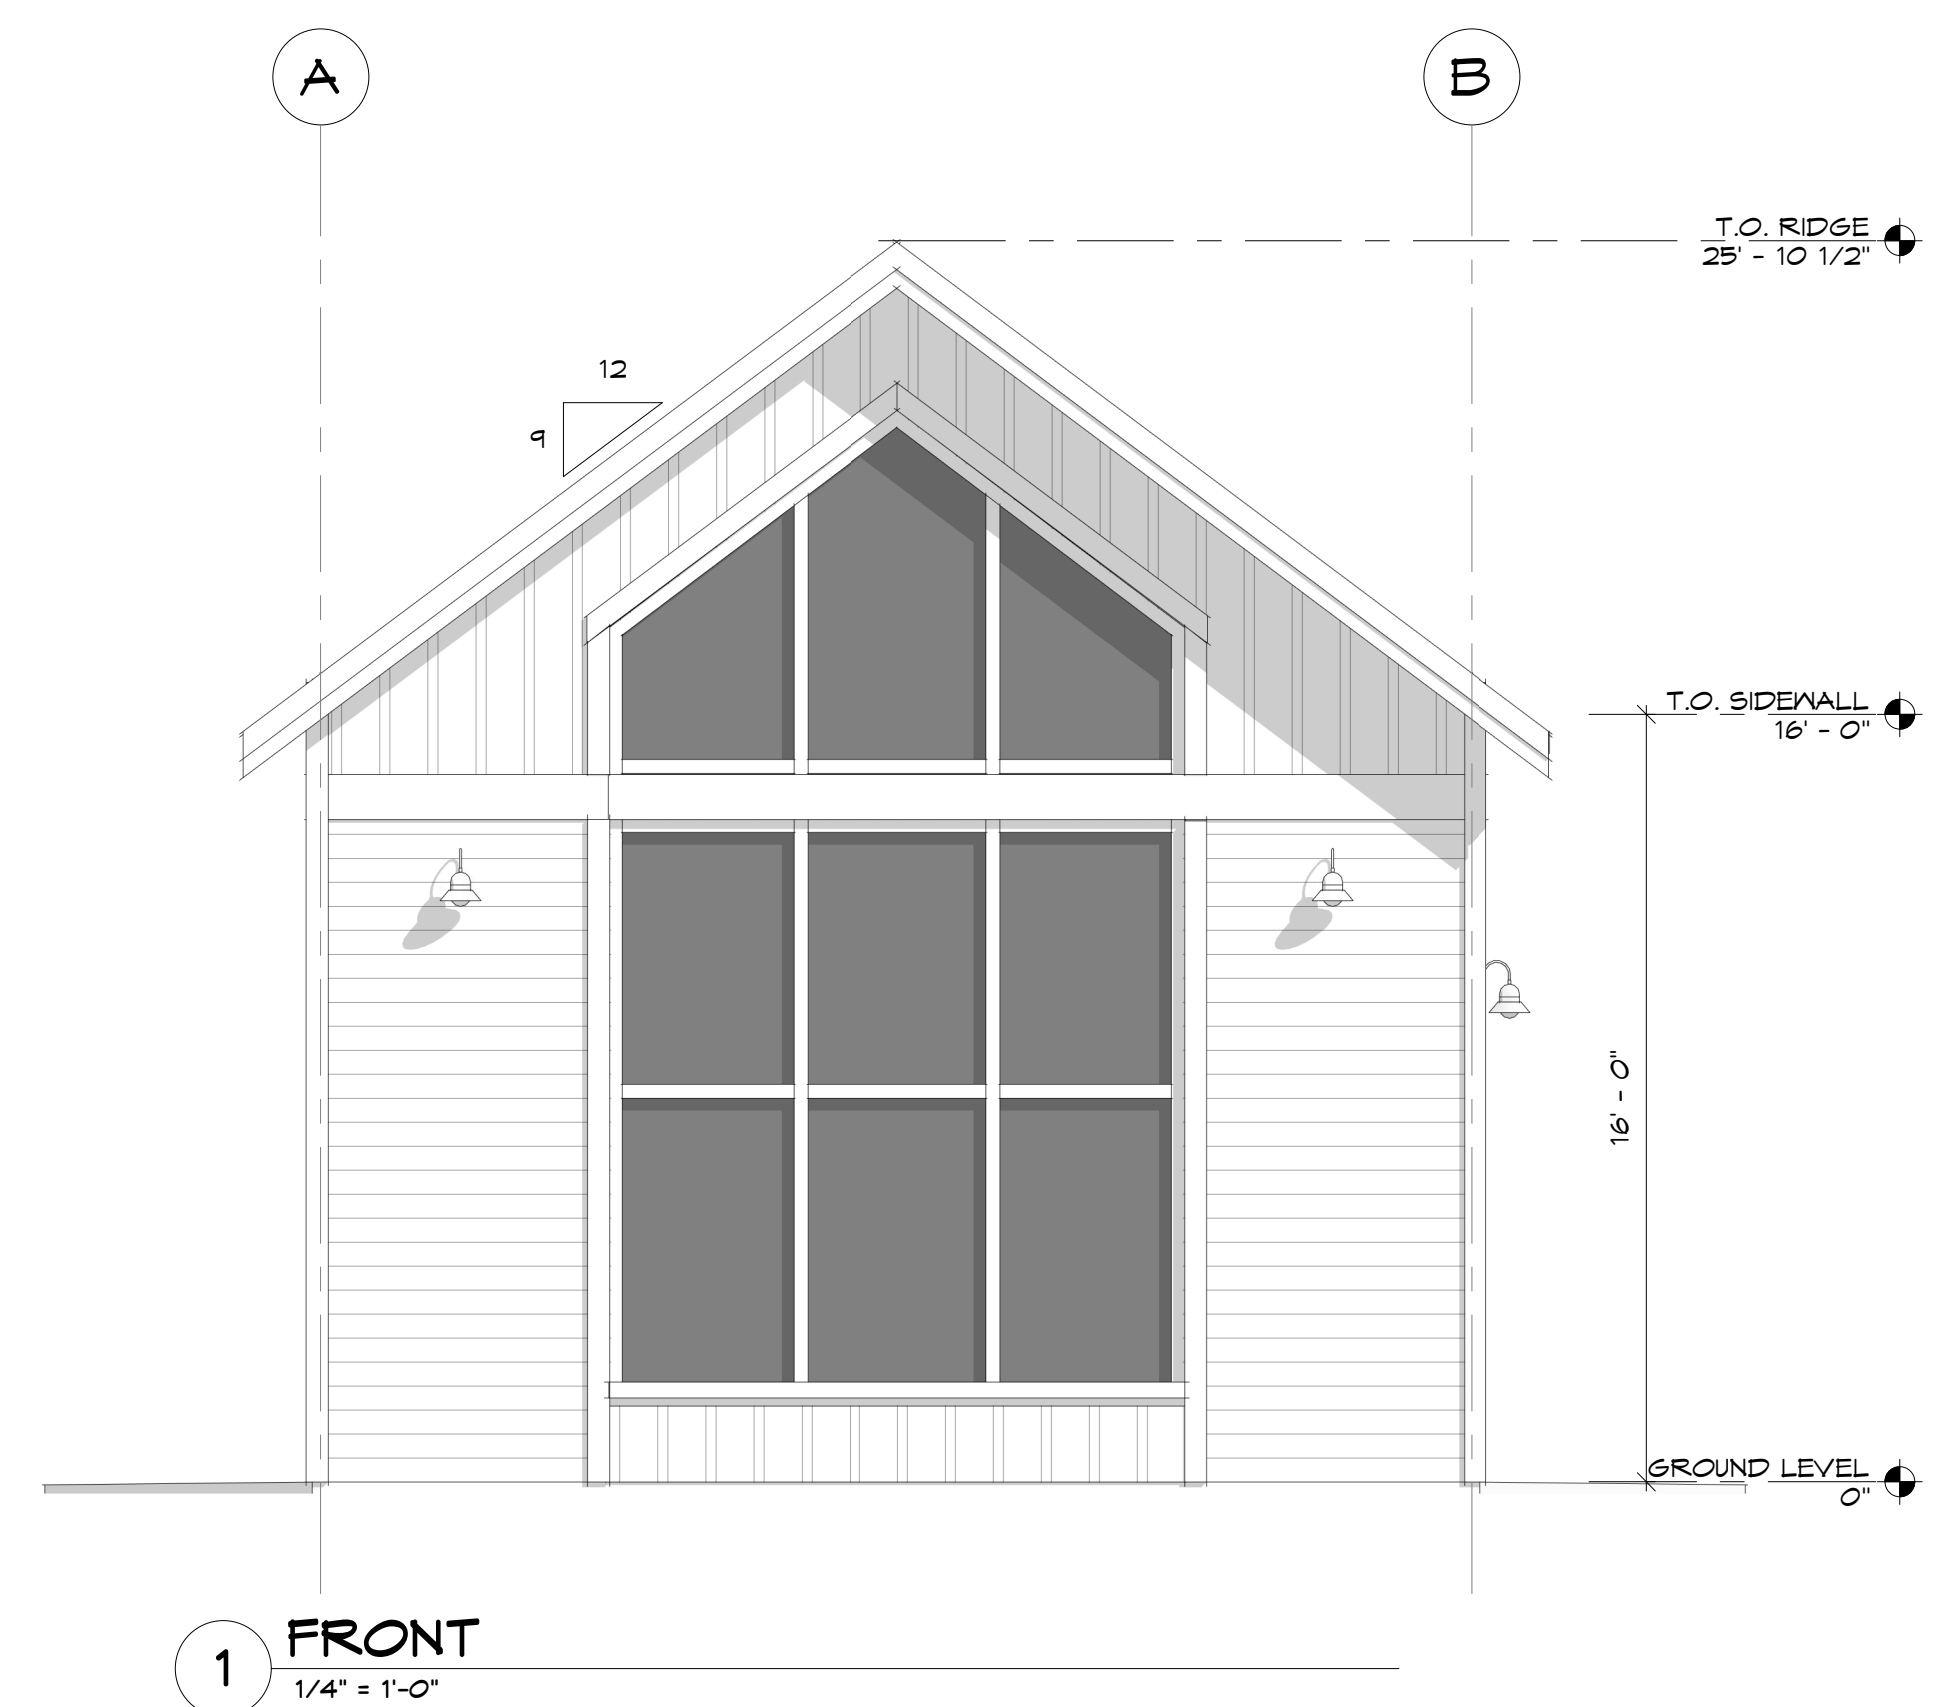 A
B
T.O. RIDGE
25' - 10 1/2"
12
9
T.O. SIDEWALL
16' - 0"
16' - 0"
GROUND LEVEL
0"
1
FRONT
1/4" = 1'-0"